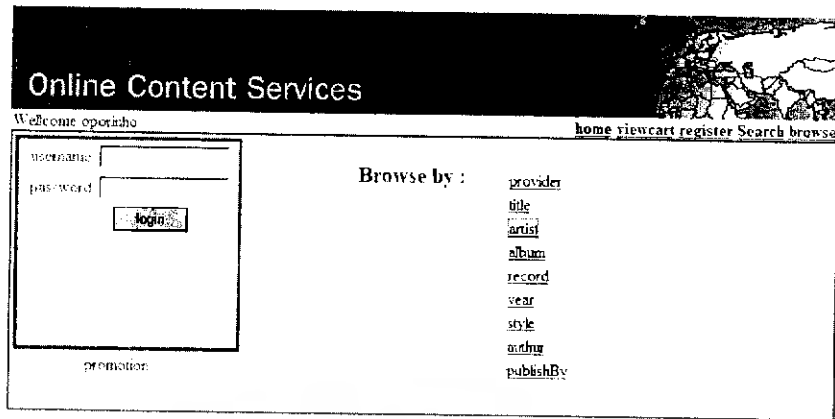 Online Content Services
Wellcome oporinho
home viewcart register Search browse
username
password
login
Browse by :
provider
title
artist
album
record
year
style
author
publishBy
promotion